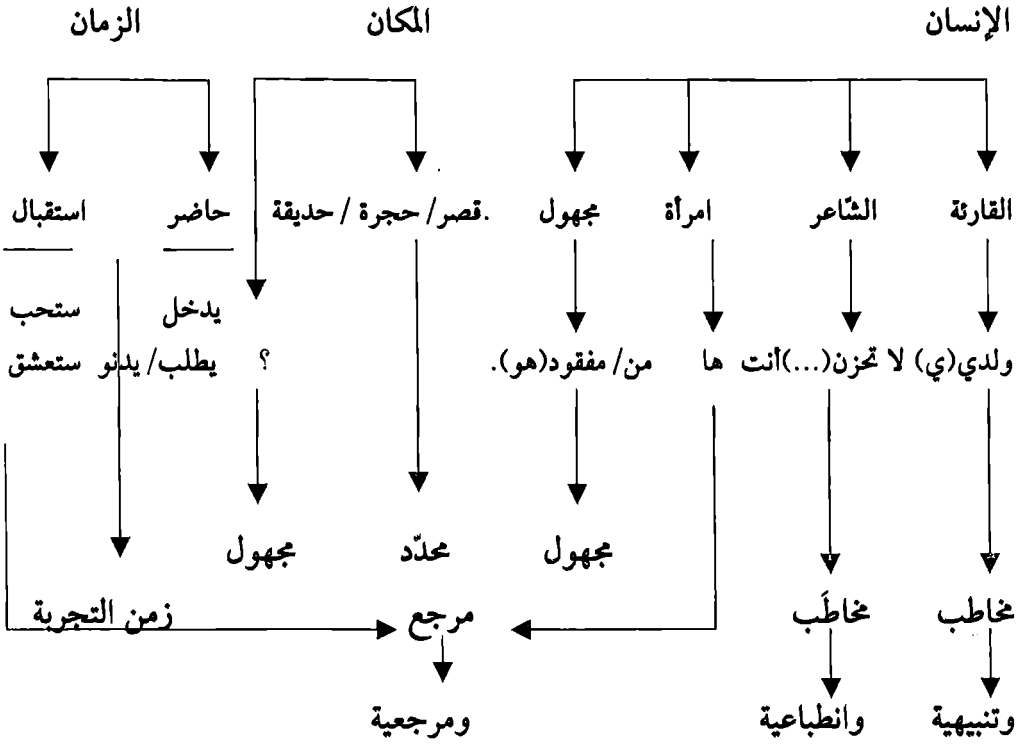 الإنسان المكان الزمان
القارئة الشّاعر امرأة مجهول .قصر/ حجرة / حديقة حاضر استقبال
يدخل ستحب
ولدي(ي) لا تحزن(...)أنت ها من/ مفقود(هو). ؟ يطلب/ يدنو ستعشق
مجهول محدّد مجهول
مخاطب مخاطَب مرجع زمن التجربة
وتنبيهية وانطباعية ومرجعية